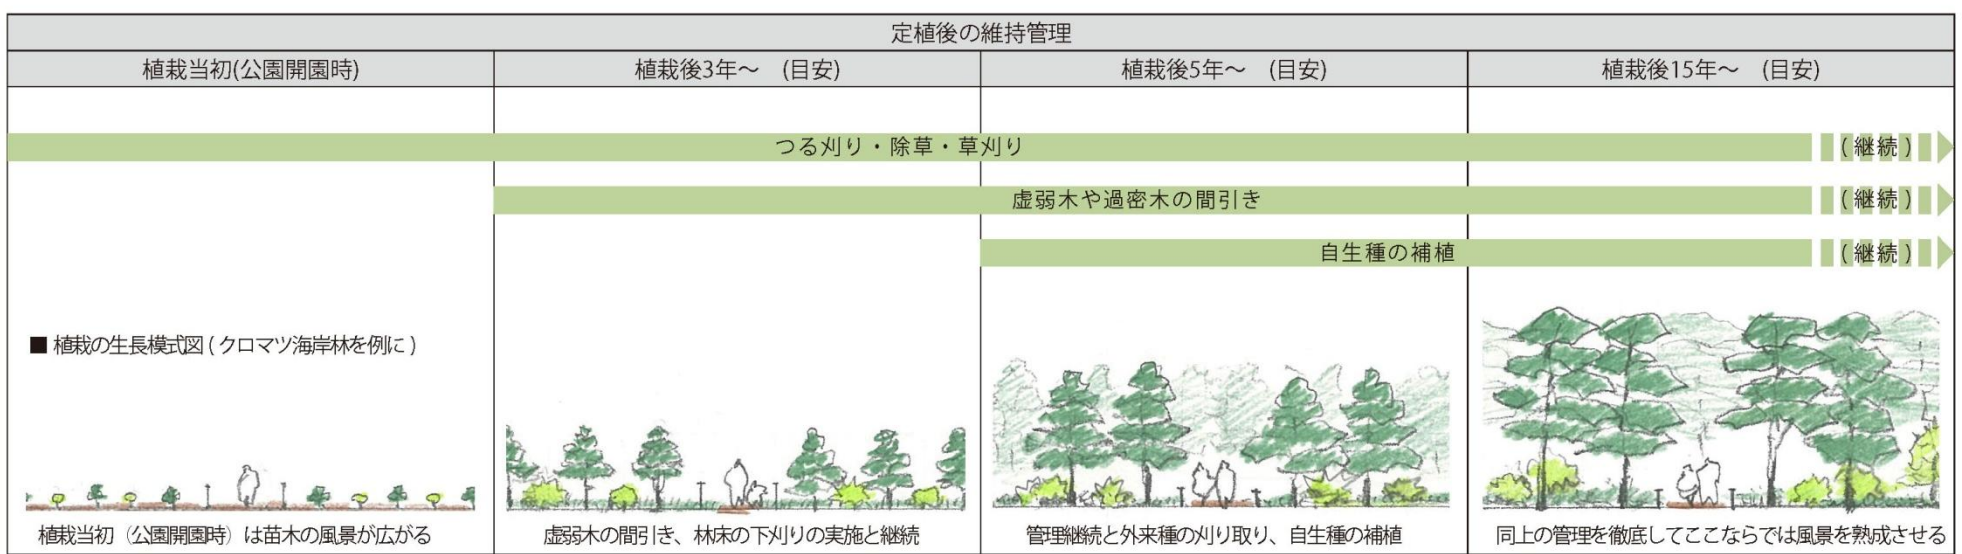 定植後の維持管理
植栽当初(公園開園時)
植栽後3年～ (目安)
植栽後5年～ (目安)
植栽後15年～ (目安)
つる刈り・除草・草刈り
(継続)
虚弱木や過密木の間引き
(継続)
自生種の補植
(継続)
■ 植栽の生長模式図(クロマツ海岸林を例に)
植栽当初（公園開園時）は苗木の風景が広がる
虚弱木の間引き、林床の下刈りの実施と継続
管理継続と外来種の刈り取り、自生種の補植
同上の管理を徹底してここならでは風景を熟成させる